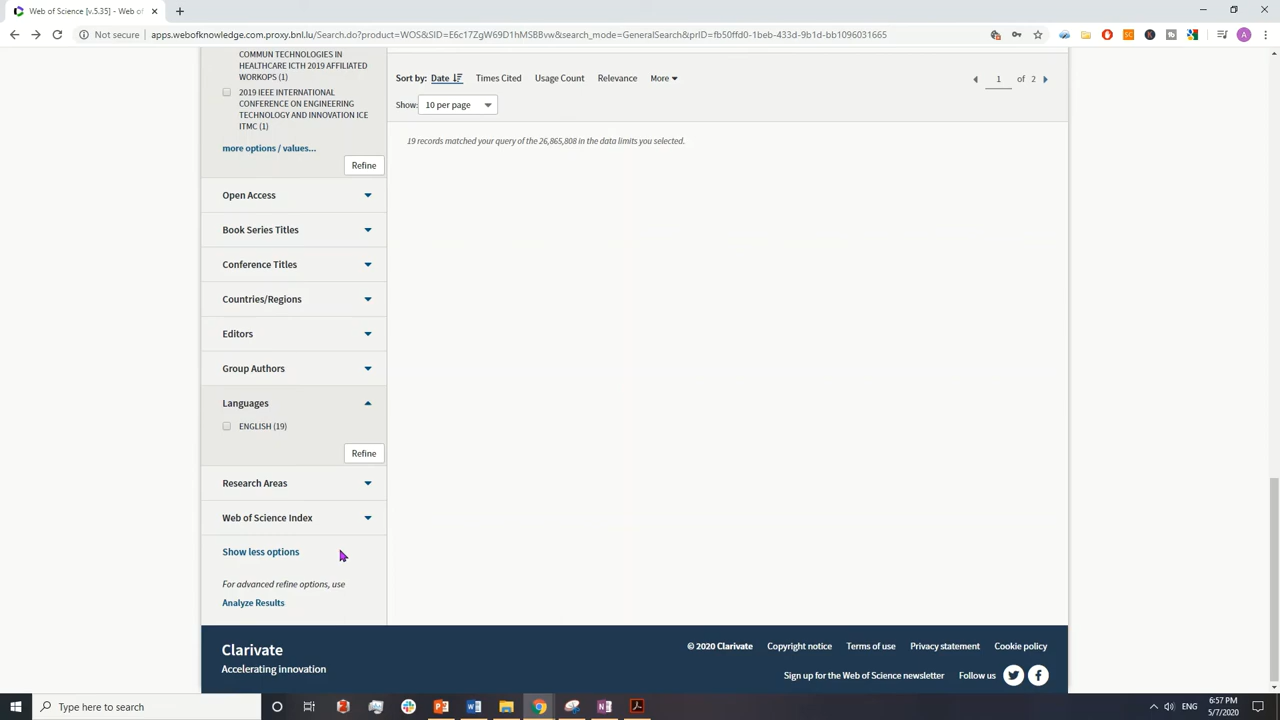 Web of Science [v.5.35] - Web of
Not secure
apps.webofknowledge.com.proxy.bnl.lu/Search.do?product=WOS&SID=E6c17ZgW69D1hMSBBvw&search_mode=GeneralSearch&prID=fb50ffd0-1beb-433d-9b1d-bb1096031665
COMMUN TECHNOLOGIES IN
HEALTHCARE ICTH 2019 AFFILIATED
WORKOPS (1)
2019 IEEE INTERNATIONAL
CONFERENCE ON ENGINEERING
TECHNOLOGY AND INNOVATION ICE
ITMC (1)
more options / values...
Refine
Sort by: Date Times Cited Usage Count Relevance More
1 of 2
Show: 10 per page
19 records matched your query of the 26,865,808 in the data limits you selected.
Open Access
Book Series Titles
Conference Titles
Countries/Regions
Editors
Group Authors
Languages
ENGLISH (19)
Refine
Research Areas
Web of Science Index
Show less options
For advanced refine options, use
Analyze Results
Clarivate
Accelerating innovation
© 2020 Clarivate Copyright notice Terms of use Privacy statement Cookie policy
Sign up for the Web of Science newsletter Follow us
Type here to search
ENG
6:57 PM
5/7/2020